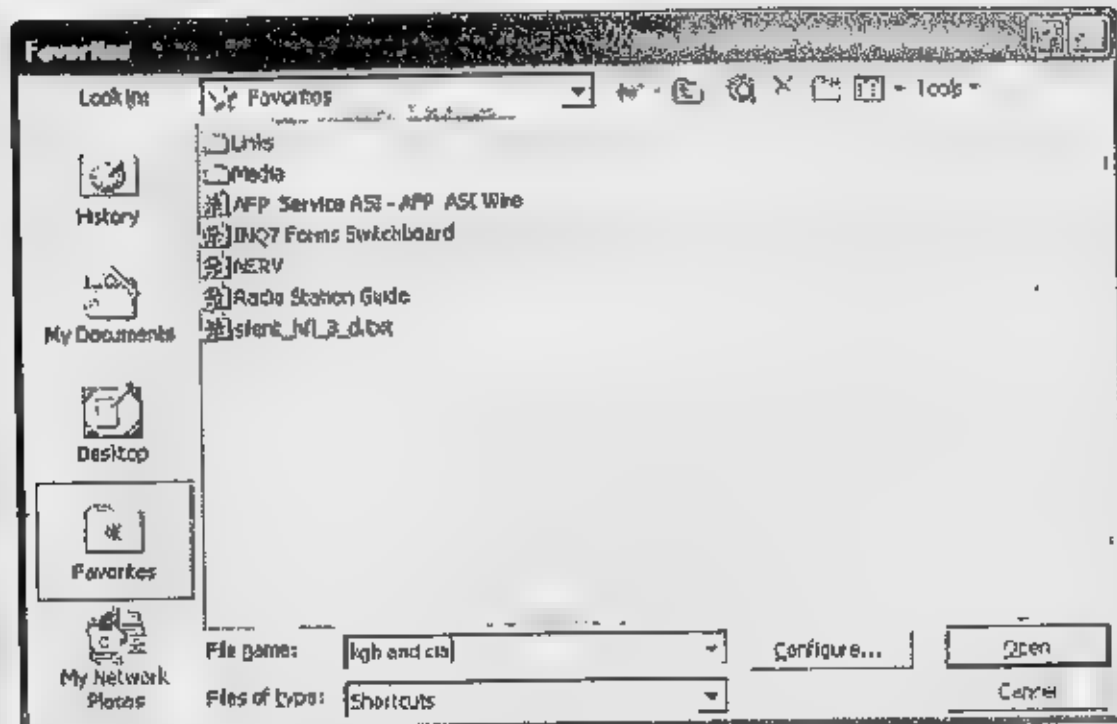 Favorites
Look in:
Favorites
Tools
Links
Media
AFP Service ASI - AFP ASI Wire
INQ7 Forms Switchboard
NERV
Radio Station Guide
History
My Documents
Desktop
Favorites
My Network
Places
File name:
kgb and cia
Configure...
Open
Files of type:
Shortcuts
Cancel